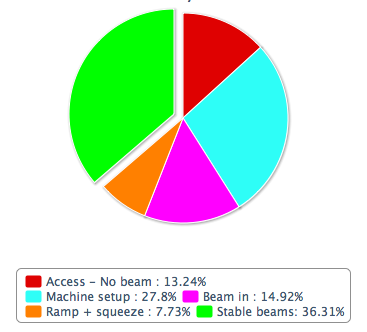 Access - No beam : 13.24%
Machine setup : 27.8% Beam in : 14.92%
Ramp + squeeze : 7.73% Stable beams: 36.31%